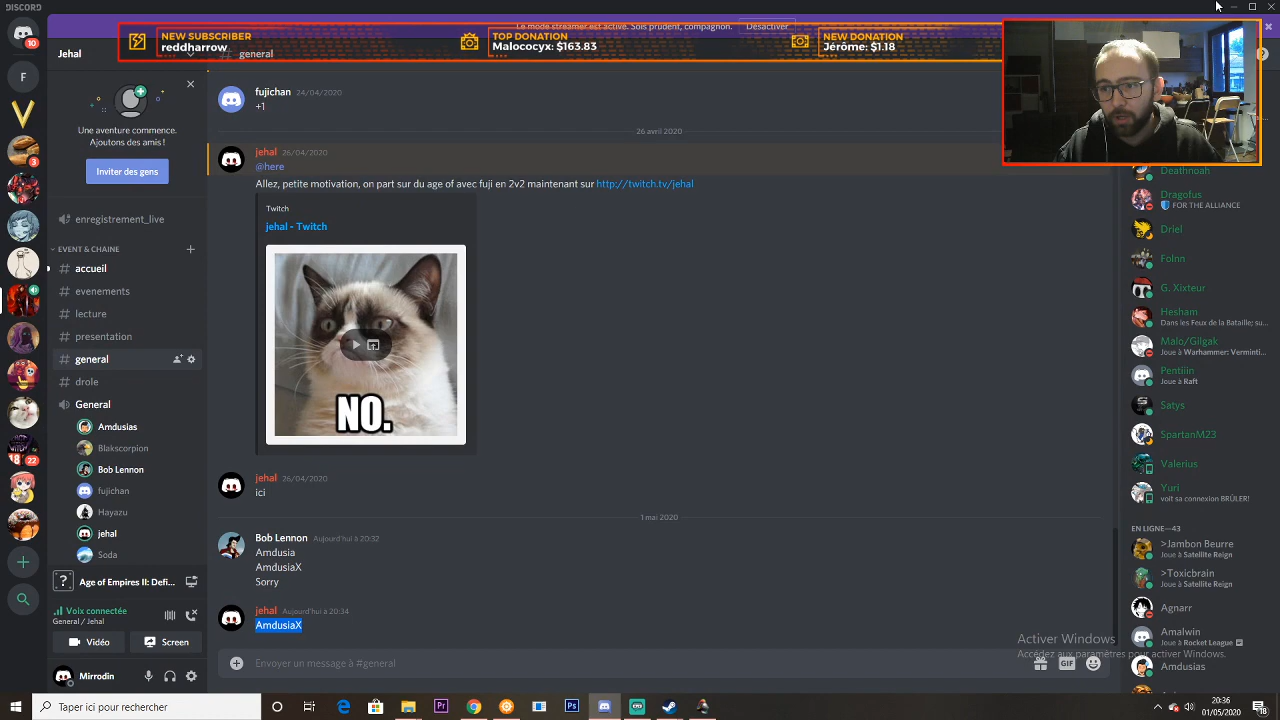 DISCORD
Le mode streamer est activé. Sois prudent, compagnon.
Désactiver
NEW SUBSCRIBER
reddharrow
TOP DONATION
Malococyx: $163.83
NEW DONATION
Jérôme: $1.18
10
Jehal
# general
F
Une aventure commence.
Ajoutons des amis !
Inviter des gens
3
enregistrement_live
EVENT & CHAINE
# accueil
# evenements
# lecture
# presentation
# general
# drole
General
Amdusias
Blakskorpion
Bob Lennon
fujichan
Hayazu
jehal
Soda
22
Age of Empires II: Defi...
Voix connectée
General / Jehal
Vidéo
Screen
Mirrodin
fujichan 24/04/2020
+1
26 avril 2020
jehal 26/04/2020
@here
Allez, petite motivation, on part sur du age of avec fuji en 2v2 maintenant sur http://twitch.tv/jehal
Twitch
jehal - Twitch
NO.
jehal 26/04/2020
ici
1 mai 2020
Bob Lennon Aujourd'hui à 20:32
Amdusia
AmdusiaX
Sorry
jehal Aujourd'hui à 20:34
AmdusiaX
Envoyer un message à #general
GIF
Deathnoah
Dragofus
FOR THE ALLIANCE
Driel
Folnn
G. Xixteur
Hesham
Dans les Feux de la Bataille; su...
Malo/Gilgak
Joue à Warhammer: Verminti...
Pentiiin
Joue à Raft
Satys
SpartanM23
Valerius
Yuri
voit sa connexion BRÛLER!
EN LIGNE—43
>Jambon Beurre
Joue à Satellite Reign
>Toxicbrain
Joue à Satellite Reign
Agnarr
Amalwin
Joue à Rocket League
Amdusias
Activer Windows
Accédez aux paramètres pour activer Windows.
Taper ici pour rechercher
Pr
Ps
20:36
01/05/2020